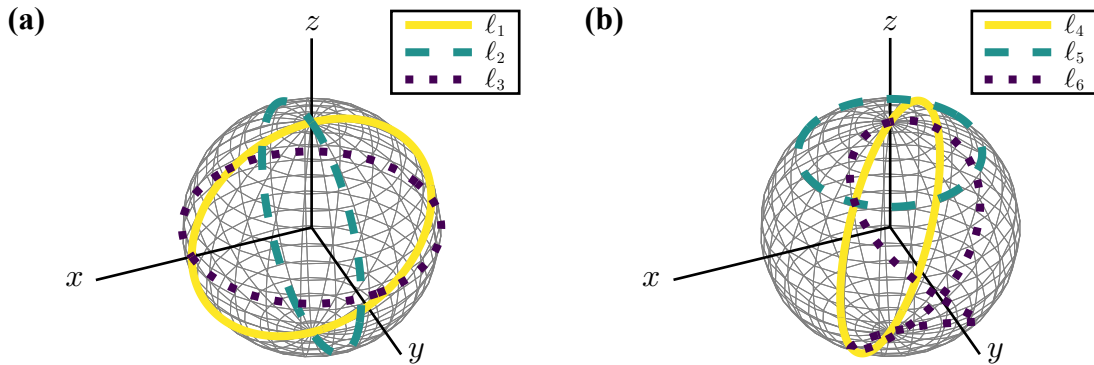 (a)
z
ℓ₁
ℓ₂
ℓ₃
x
y
(b)
z
ℓ₄
ℓ₅
ℓ₆
x
y